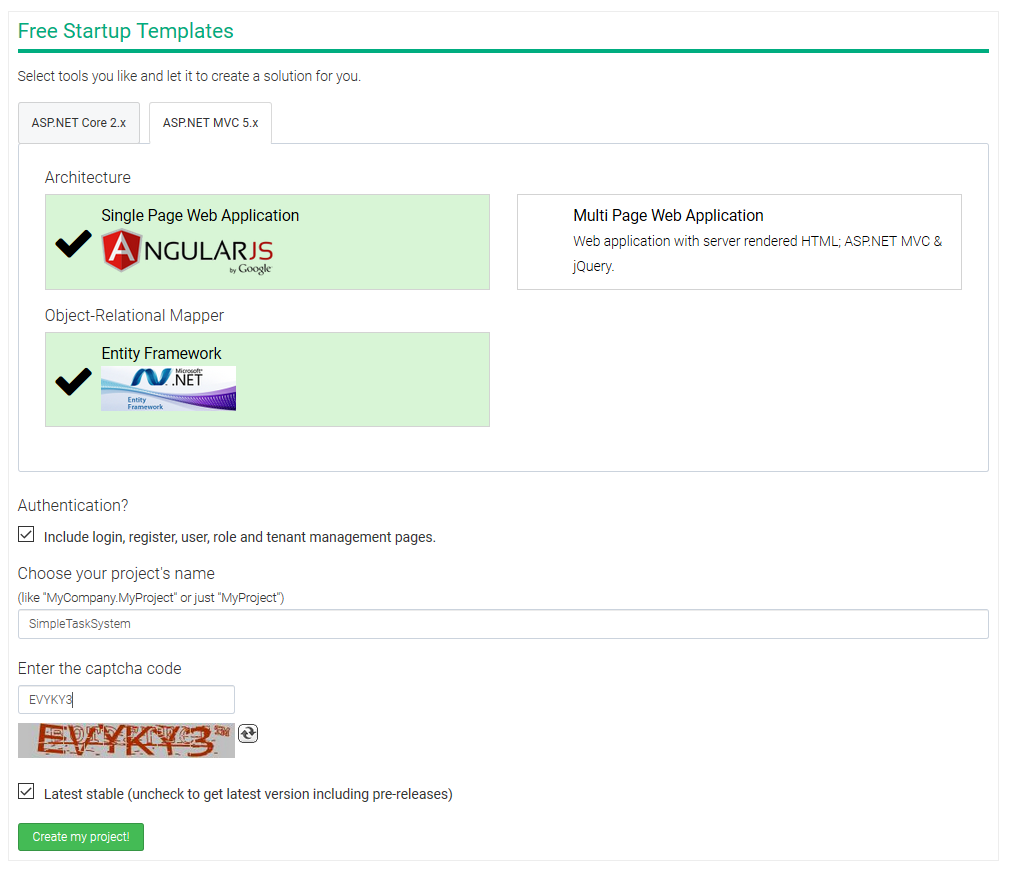 Free Startup Templates
Select tools you like and let it to create a solution for you.
ASP.NET Core 2.x
ASP.NET MVC 5.x
Architecture
Single Page Web Application
ANGULARJS
by Google
Multi Page Web Application
Web application with server rendered HTML; ASP.NET MVC &
jQuery.
Object-Relational Mapper
Entity Framework
Microsoft®
.NET
Entity
Framework
Authentication?
Include login, register, user, role and tenant management pages.
Choose your project's name
(like "MyCompany.MyProject" or just "MyProject")
SimpleTaskSystem
Enter the captcha code
EVYKY3
EVYKY3
Latest stable (uncheck to get latest version including pre-releases)
Create my project!